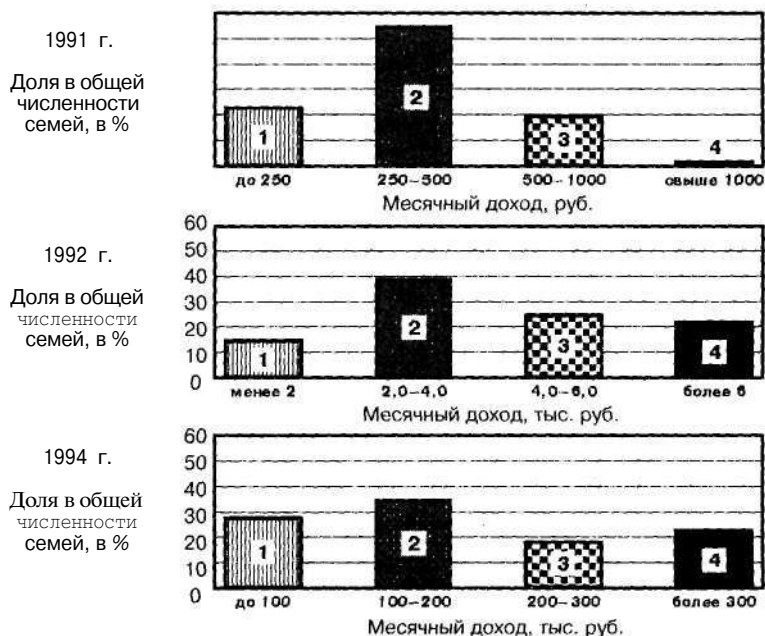 1991 г.
Доля в общей
численности
семей, в %
1
2
3
4
до 250
250–500
500–1000
свыше 1000
Месячный доход, руб.
1992 г.
Доля в общей
численности
семей, в %
60
50
40
30
20
10
0
1
2
3
4
менее 2
2,0–4,0
4,0–6,0
более 6
Месячный доход, тыс. руб.
1994 г.
Доля в общей
численности
семей, в %
60
50
40
30
20
10
0
1
2
3
4
до 100
100–200
200–300
более 300
Месячный доход, тыс. руб.